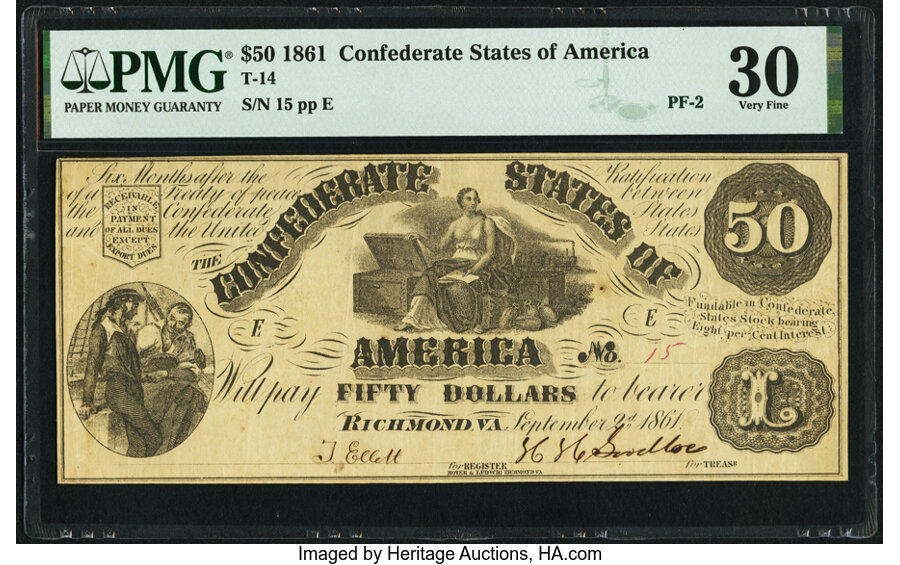 PMG®
PAPER MONEY GUARANTY
$50 1861 Confederate States of America
T-14
S/N 15 pp E
PF-2
30
Very Fine
Six Months after the Ratification
of a Treaty of peace between
the Confederate States
and the United States
RECEIVABLE
IN
PAYMENT
OF ALL DUES
EXCEPT
EXPORT DUES
THE CONFEDERATE STATES OF
AMERICA
50
E
E
Fundable in Confederate
States Stock bearing
Eight per Cent Interest
No. 15
L
Will pay FIFTY DOLLARS to bearer
RICHMOND, VA. September 2d 1861
J. Ellett
For REGISTER
HOYER & LUDWIG RICHMOND VA
For TREASR
Imaged by Heritage Auctions, HA.com